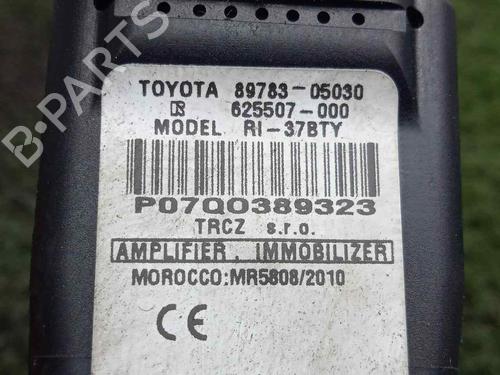 TOYOTA 89783-05030
R 625507-000
MODEL RI-37BTY
P07Q0389323
TRCZ s.r.o.
AMPLIFIER, IMMOBILIZER
MOROCCO:MR5808/2010
CE
B-PARTS